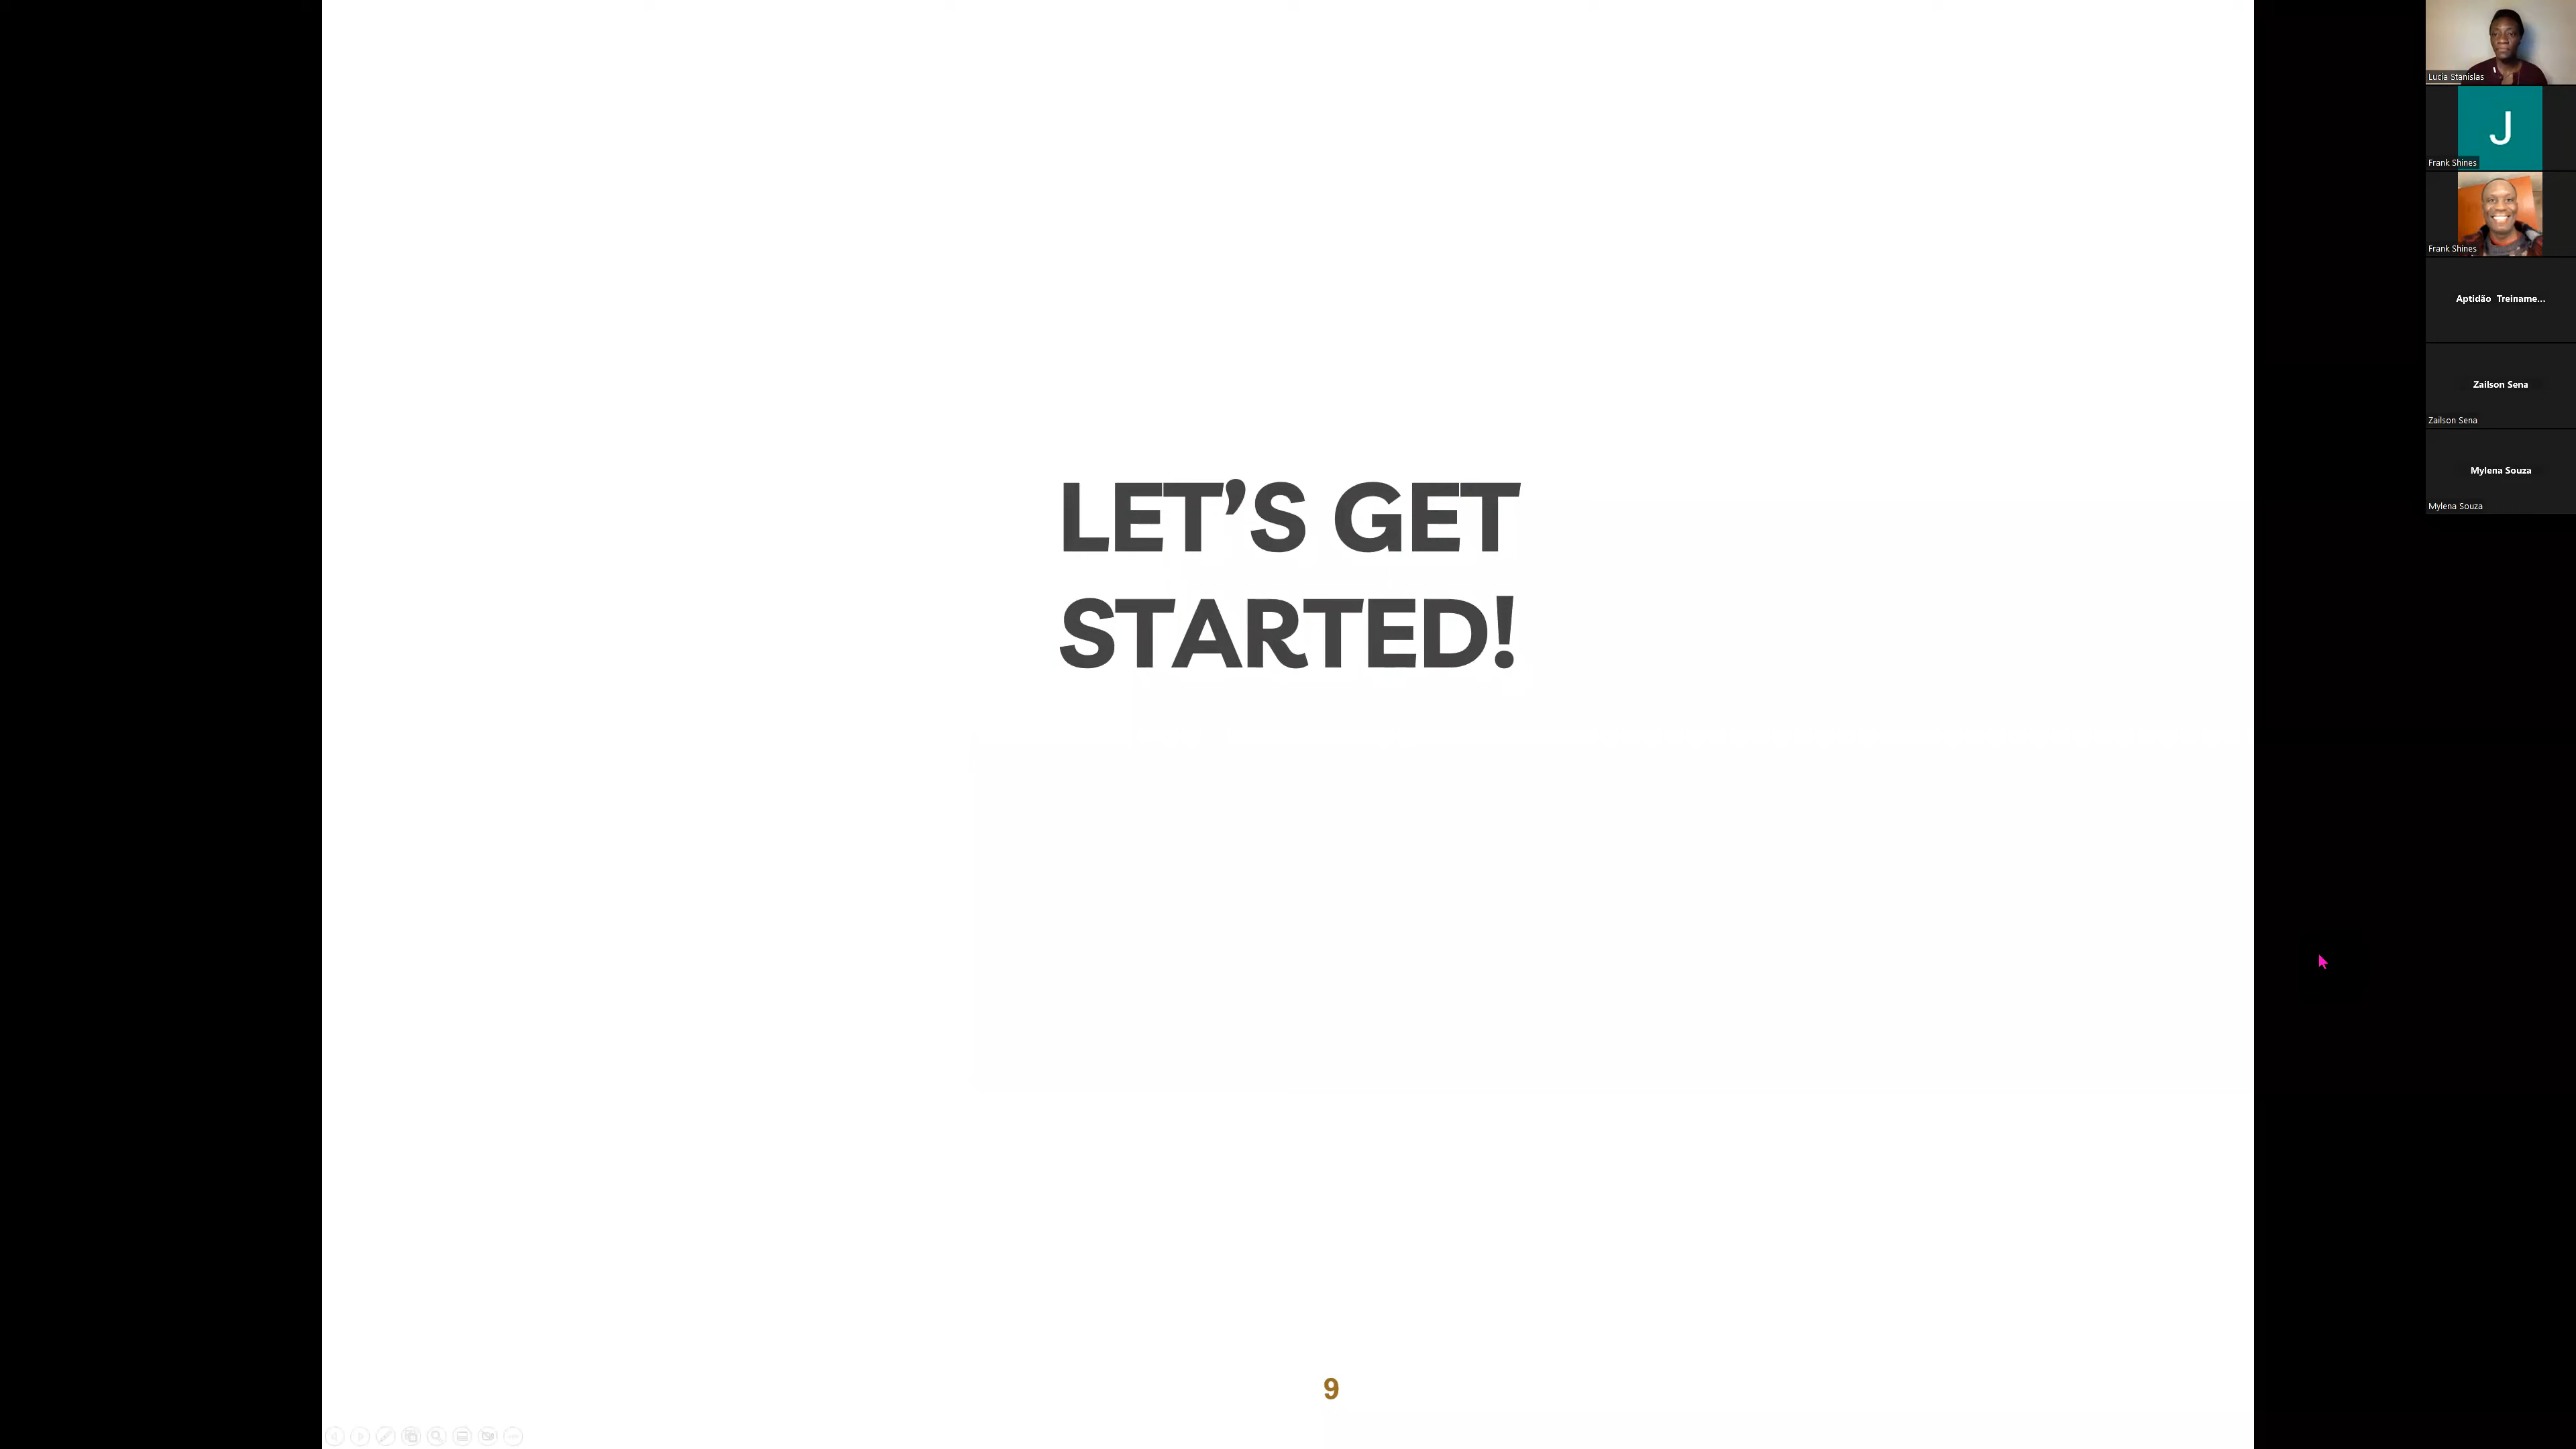 LET’S GET
STARTED!
9
Lucia Stanislas
J
Frank Shines
Frank Shines
Aptidão Treiname...
Zailson Sena
Zailson Sena
Mylena Souza
Mylena Souza